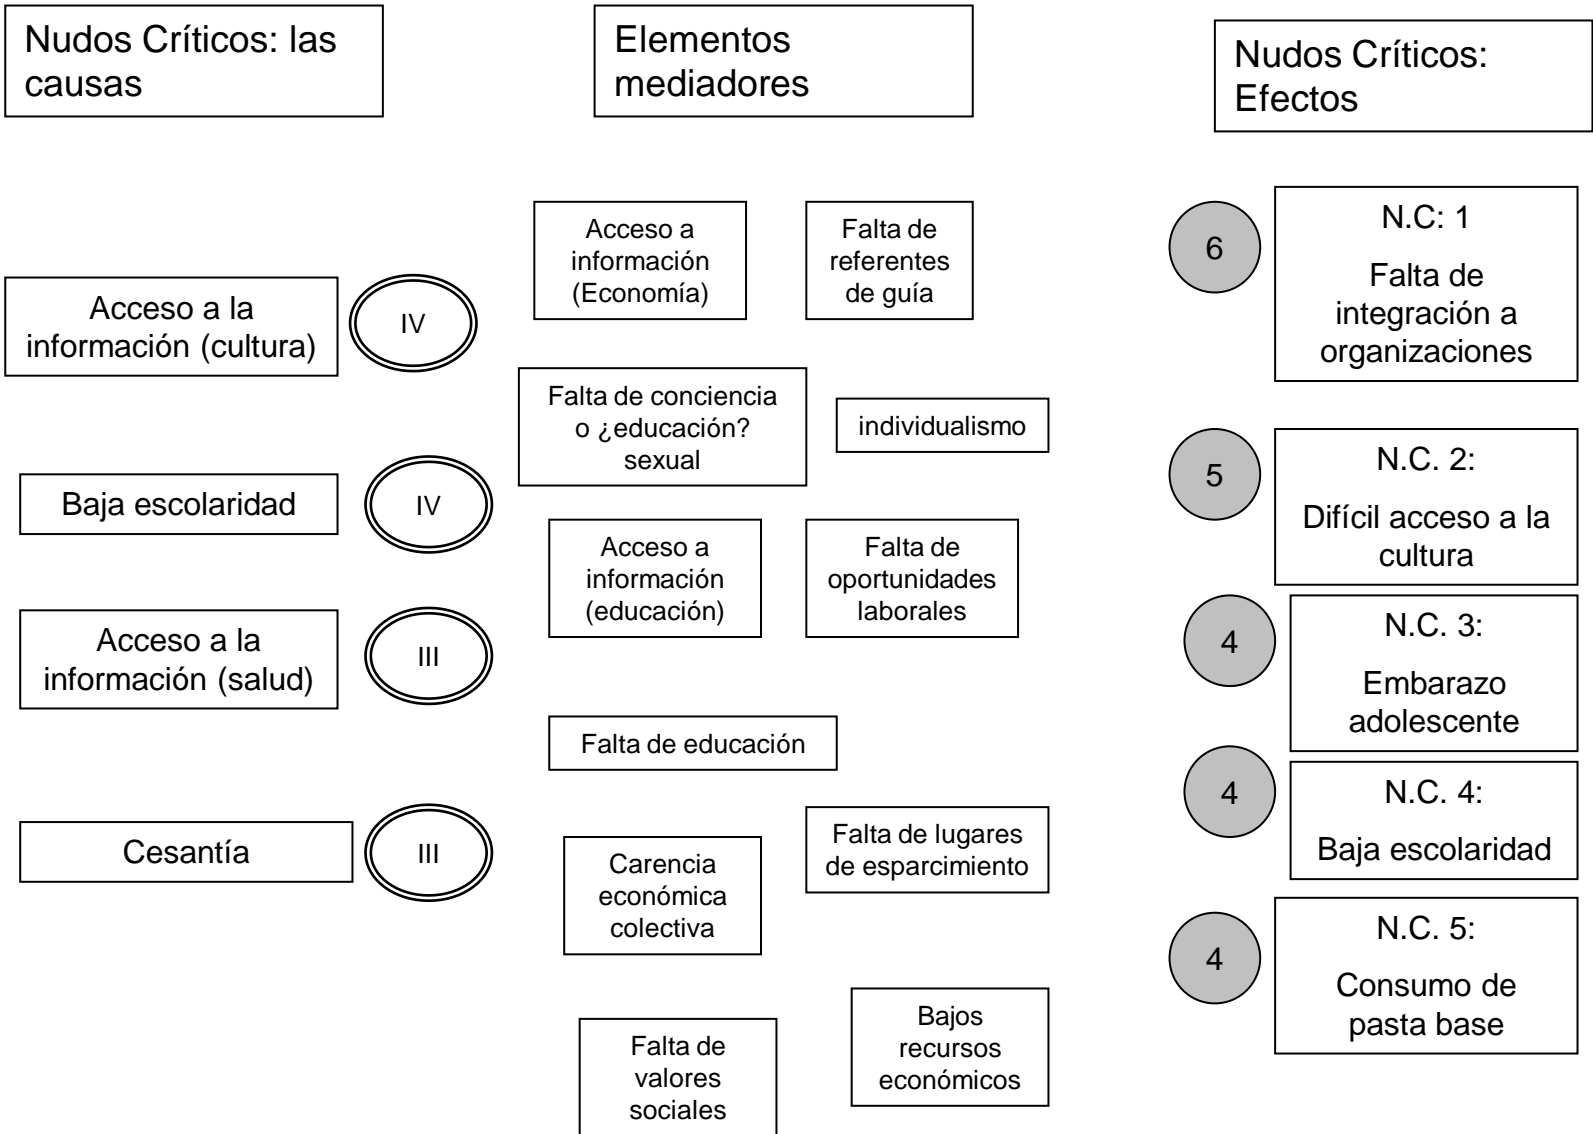 Nudos Críticos: las
causas
Elementos
mediadores
Nudos Críticos:
Efectos
Acceso a la
información (cultura)
IV
Baja escolaridad
IV
Acceso a la
información (salud)
III
Cesantía
III
Acceso a
información
(Economía)
Falta de
referentes
de guía
Falta de conciencia
o ¿educación?
sexual
individualismo
Acceso a
información
(educación)
Falta de
oportunidades
laborales
Falta de educación
Carencia
económica
colectiva
Falta de lugares
de esparcimiento
Falta de
valores
sociales
Bajos
recursos
económicos
6
N.C: 1
Falta de
integración a
organizaciones
5
N.C. 2:
Difícil acceso a la
cultura
4
N.C. 3:
Embarazo
adolescente
4
N.C. 4:
Baja escolaridad
4
N.C. 5:
Consumo de
pasta base